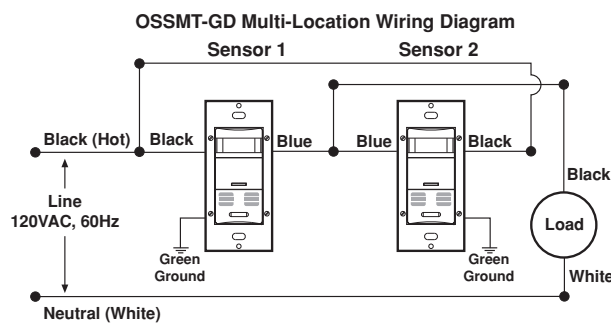 OSSMT-GD Multi-Location Wiring Diagram
Sensor 1
Sensor 2
Black (Hot)
Black
Blue
Blue
Black
Black
Line
120VAC, 60Hz
Load
Green
Ground
Green
Ground
White
Neutral (White)